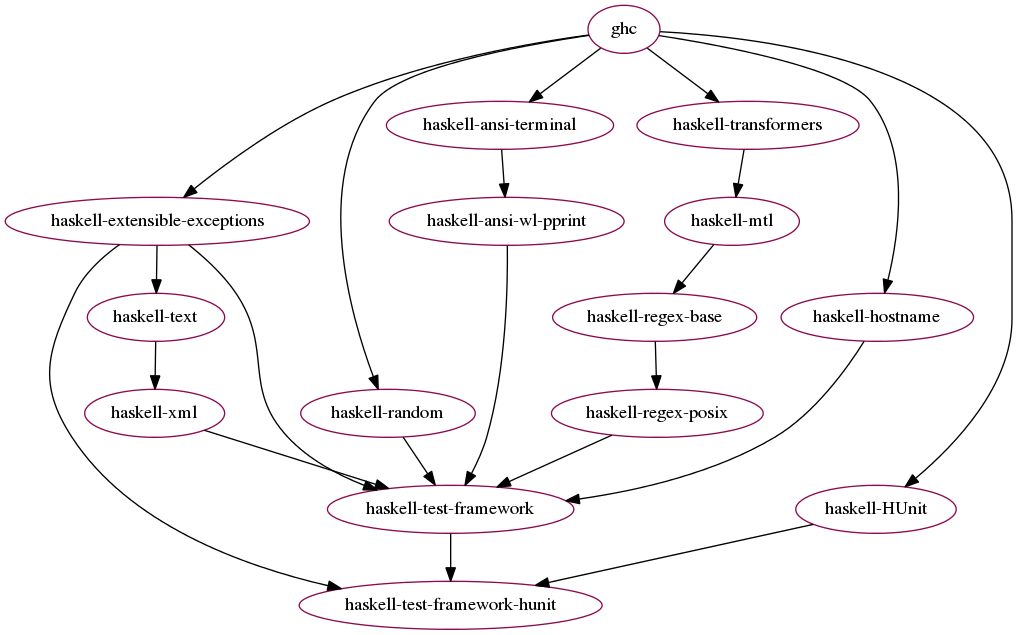 ghc
haskell-ansi-terminal
haskell-transformers
haskell-extensible-exceptions
haskell-ansi-wl-pprint
haskell-mtl
haskell-text
haskell-regex-base
haskell-hostname
haskell-xml
haskell-random
haskell-regex-posix
haskell-test-framework
haskell-HUnit
haskell-test-framework-hunit